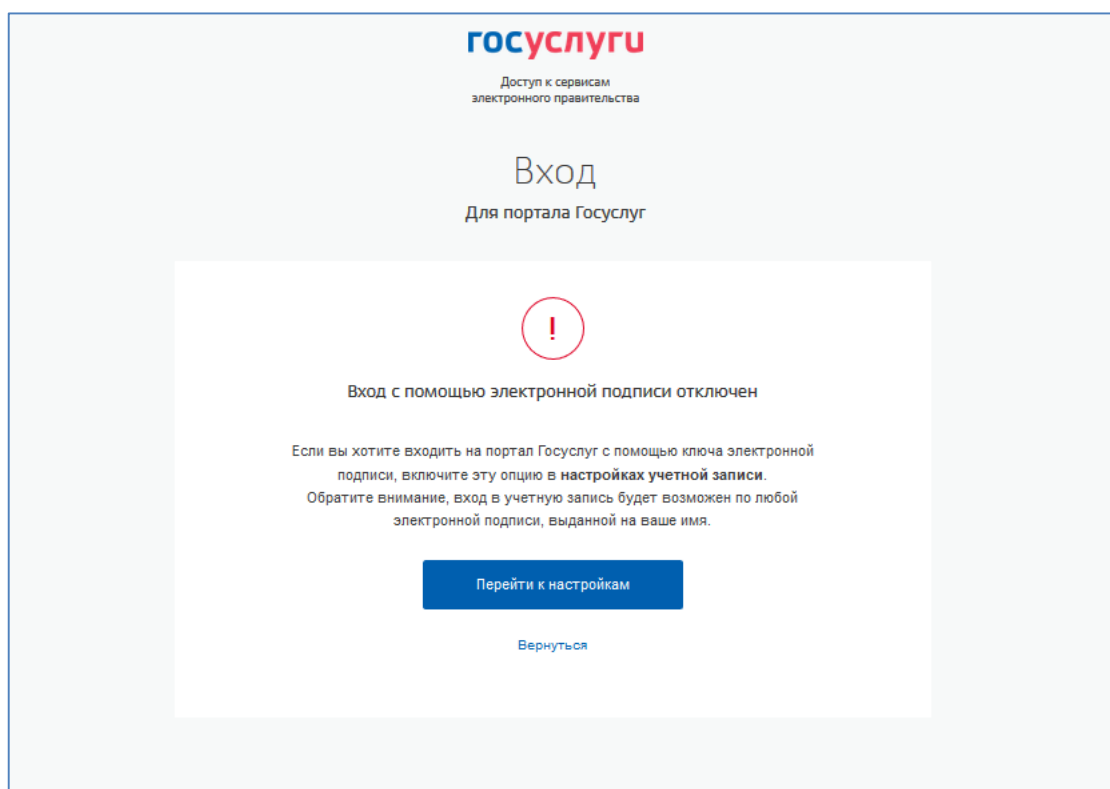 госуслуги
Доступ к сервисам
электронного правительства
Вход
Для портала Госуслуг
!
Вход с помощью электронной подписи отключен
Если вы хотите входить на портал Госуслуг с помощью ключа электронной
подписи, включите эту опцию в настройках учетной записи.
Обратите внимание, вход в учетную запись будет возможен по любой
электронной подписи, выданной на ваше имя.
Перейти к настройкам
Вернуться